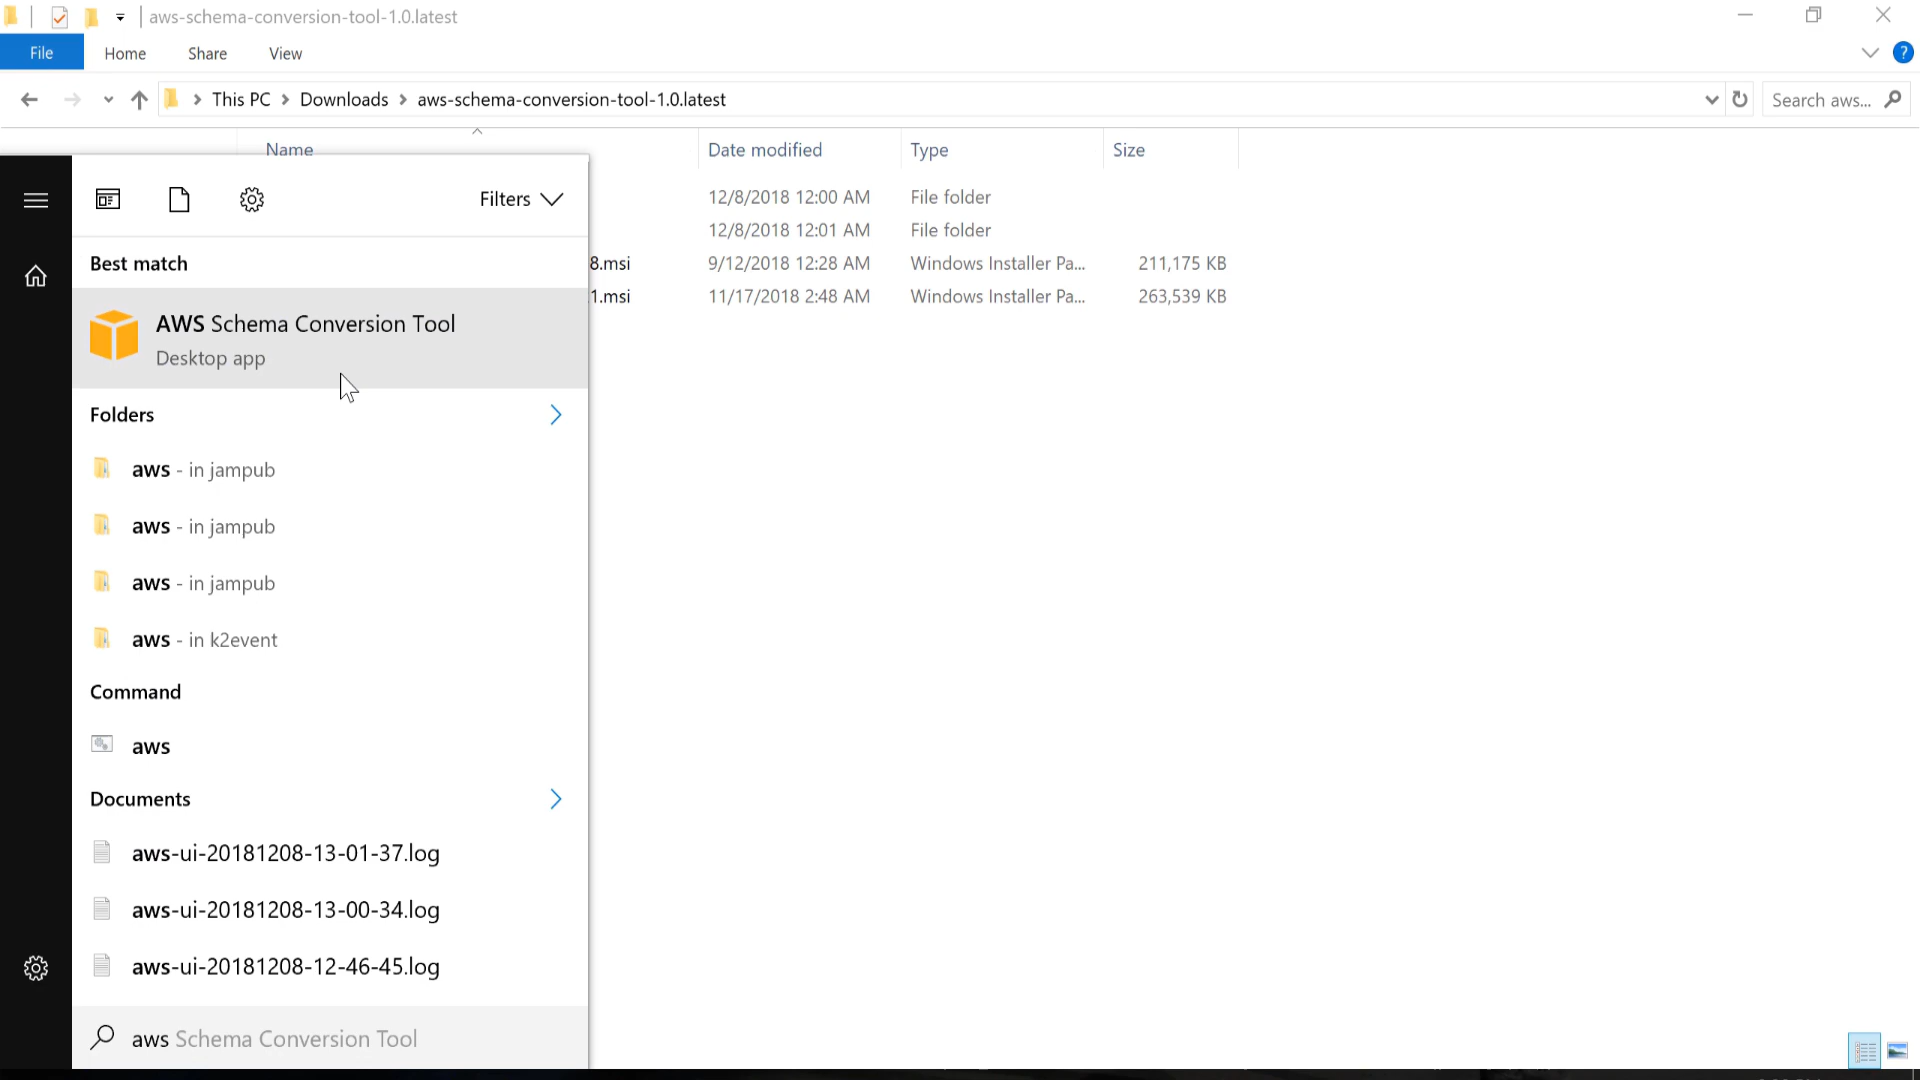 aws-schema-conversion-tool-1.0.latest
File Home Share View
This PC Downloads aws-schema-conversion-tool-1.0.latest Search aws...
Name Date modified Type Size
12/8/2018 12:00 AM File folder
12/8/2018 12:01 AM File folder
8.msi 9/12/2018 12:28 AM Windows Installer Pa... 211,175 KB
1.msi 11/17/2018 2:48 AM Windows Installer Pa... 263,539 KB
Filters
Best match
AWS Schema Conversion Tool
Desktop app
Folders
aws - in jampub
aws - in jampub
aws - in jampub
aws - in k2event
Command
aws
Documents
aws-ui-20181208-13-01-37.log
aws-ui-20181208-13-00-34.log
aws-ui-20181208-12-46-45.log
aws Schema Conversion Tool